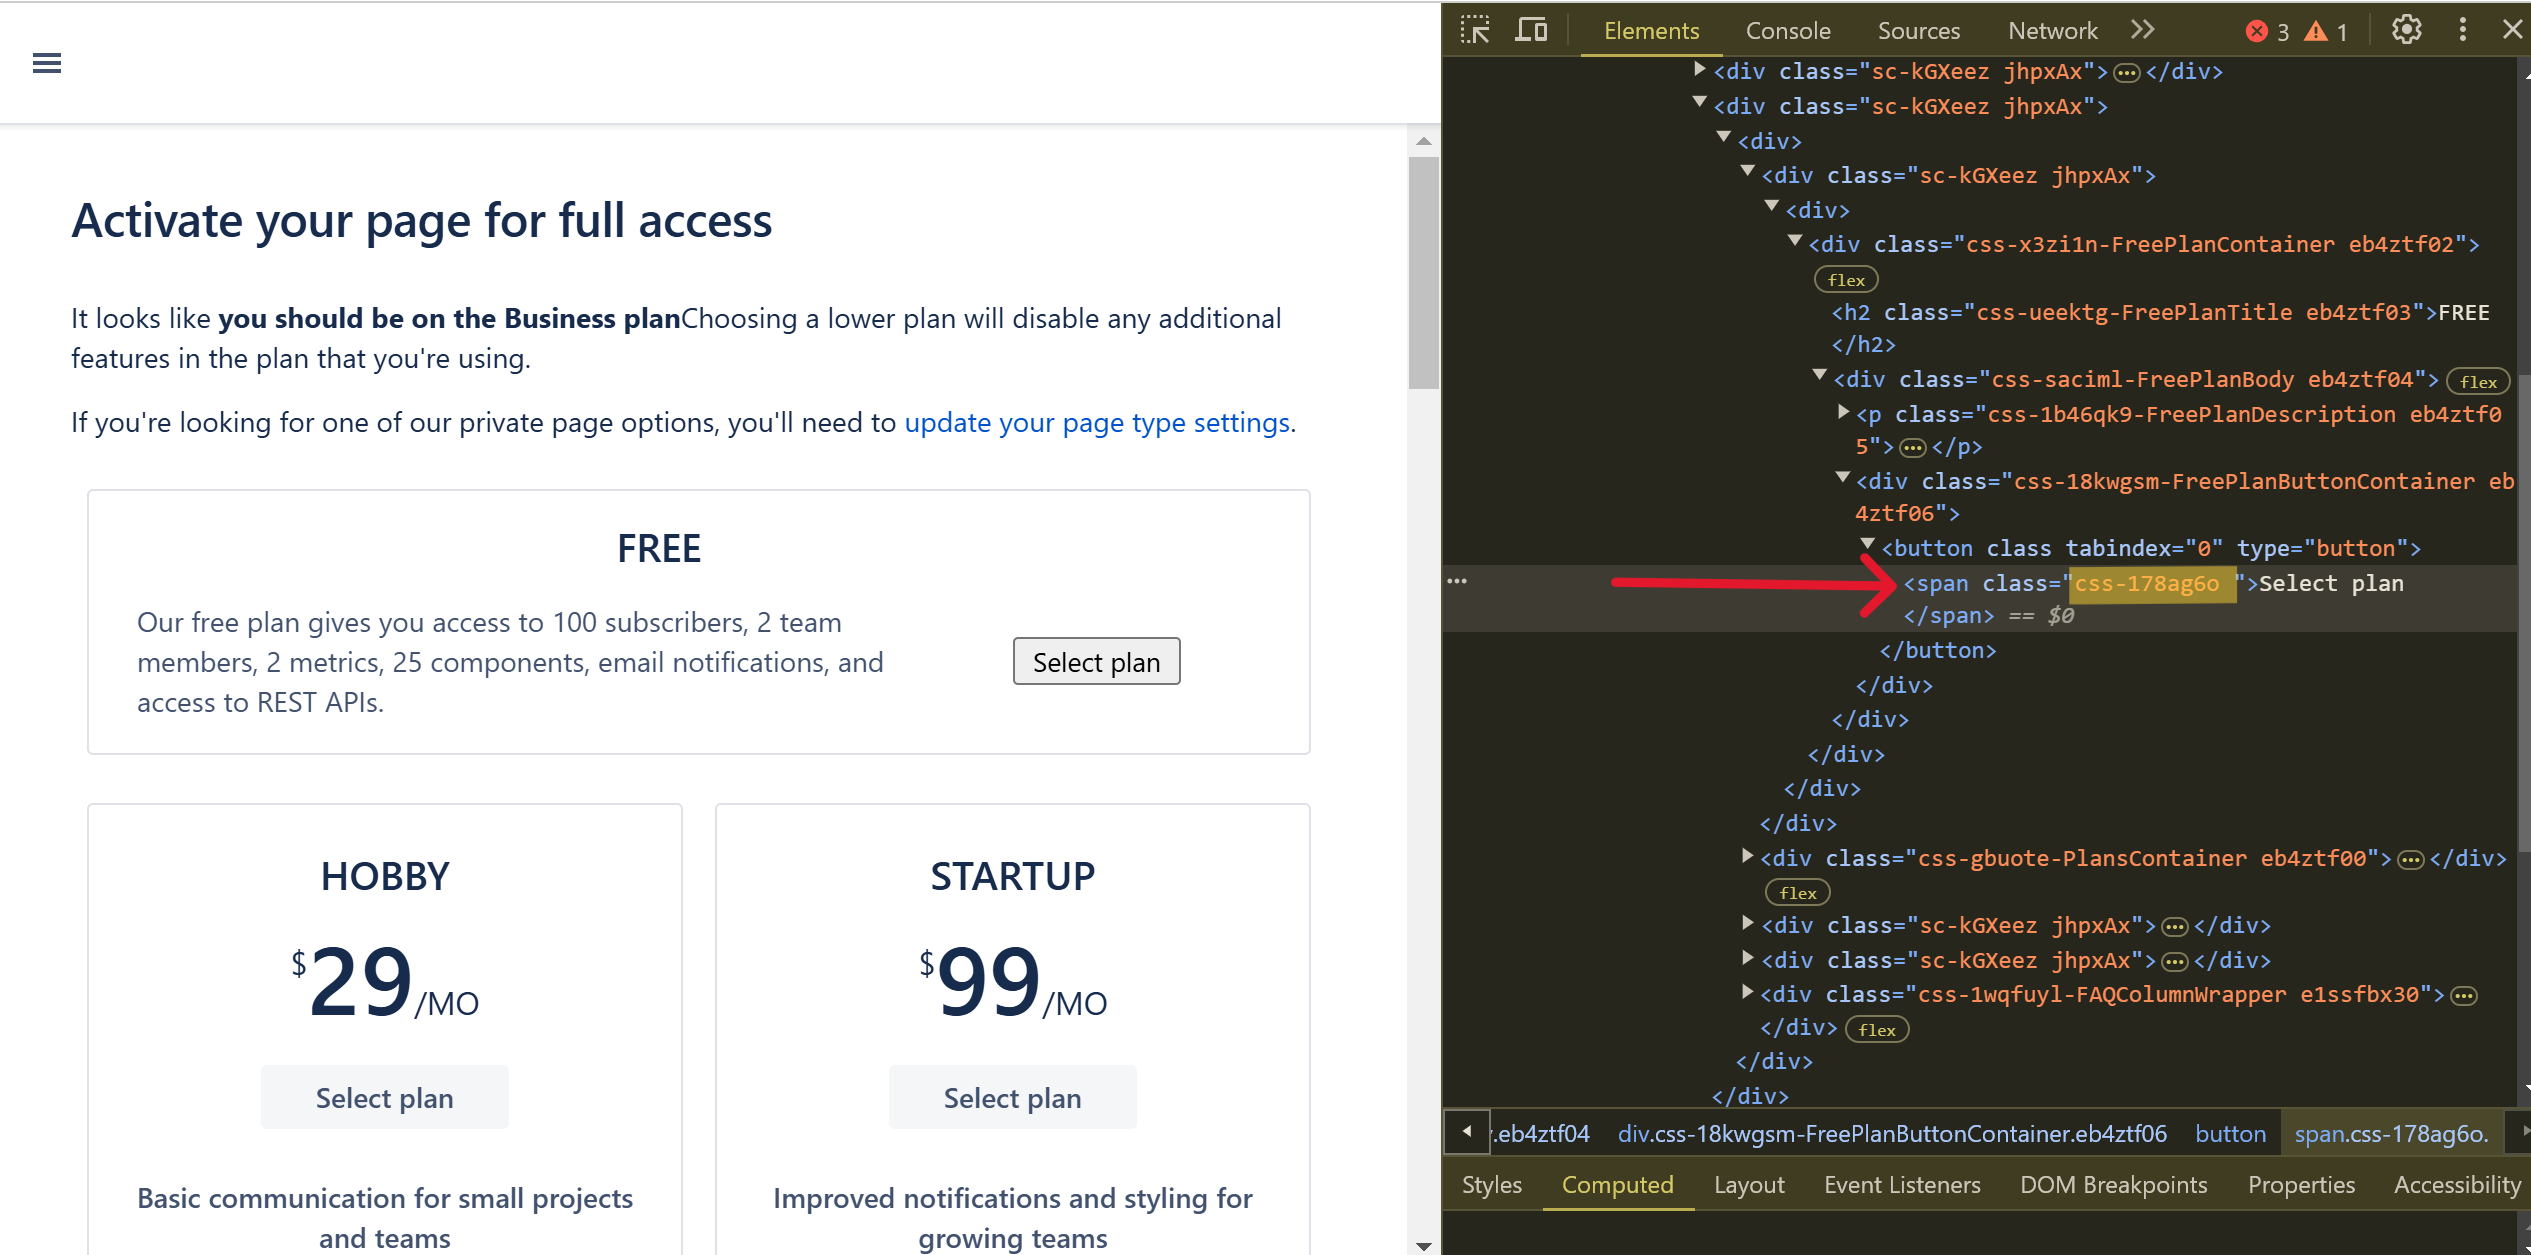 Activate your page for full access
It looks like you should be on the Business planChoosing a lower plan will disable any additional
features in the plan that you're using.
If you're looking for one of our private page options, you'll need to update your page type settings.
FREE
Our free plan gives you access to 100 subscribers, 2 team
members, 2 metrics, 25 components, email notifications, and
access to REST APIs.
Select plan
HOBBY
$29/MO
Select plan
Basic communication for small projects
and teams
STARTUP
$99/MO
Select plan
Improved notifications and styling for
growing teams
Elements Console Sources Network 3 1
<div class="sc-kGXeez jhpxAx">…</div>
<div class="sc-kGXeez jhpxAx">
<div>
<div class="sc-kGXeez jhpxAx">
<div>
<div class="css-x3zi1n-FreePlanContainer eb4ztf02">
flex
<h2 class="css-ueektg-FreePlanTitle eb4ztf03">FREE
</h2>
<div class="css-saciml-FreePlanBody eb4ztf04"> flex
<p class="css-1b46qk9-FreePlanDescription eb4ztf0
5">…</p>
<div class="css-18kwgsm-FreePlanButtonContainer eb
4ztf06">
<button class tabindex="0" type="button">
<span class="css-178ag6o ">Select plan
</span> == $0
</button>
</div>
</div>
</div>
</div>
</div>
<div class="css-gbuote-PlansContainer eb4ztf00">…</div>
flex
<div class="sc-kGXeez jhpxAx">…</div>
<div class="sc-kGXeez jhpxAx">…</div>
<div class="css-1wqfuyl-FAQColumnWrapper e1ssfbx30">…
</div> flex
</div>
</div>
.eb4ztf04 div.css-18kwgsm-FreePlanButtonContainer.eb4ztf06 button span.css-178ag6o.
Styles Computed Layout Event Listeners DOM Breakpoints Properties Accessibility